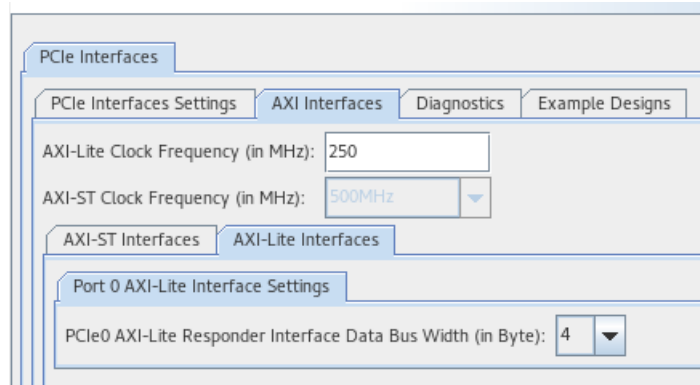 PCIe Interfaces
PCIe Interfaces Settings AXI Interfaces Diagnostics Example Designs
AXI-Lite Clock Frequency (in MHz): 250
AXI-ST Clock Frequency (in MHz): 500MHz
AXI-ST Interfaces AXI-Lite Interfaces
Port 0 AXI-Lite Interface Settings
PCIe0 AXI-Lite Responder Interface Data Bus Width (in Byte): 4